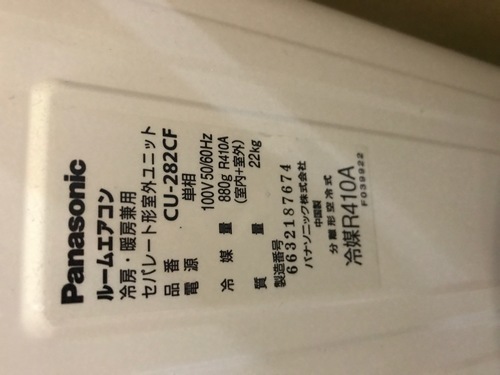 Panasonic
ルームエアコン
冷房・暖房兼用
セパレート形室外ユニット
品番 CU-282CF
電源 単相
100V 50/60Hz
冷媒量 880g R410A
(室内+室外)
質量 22kg
製造番号
6632187674
パナソニック株式会社
中国製
分離形空冷式
冷媒R410A
F039922